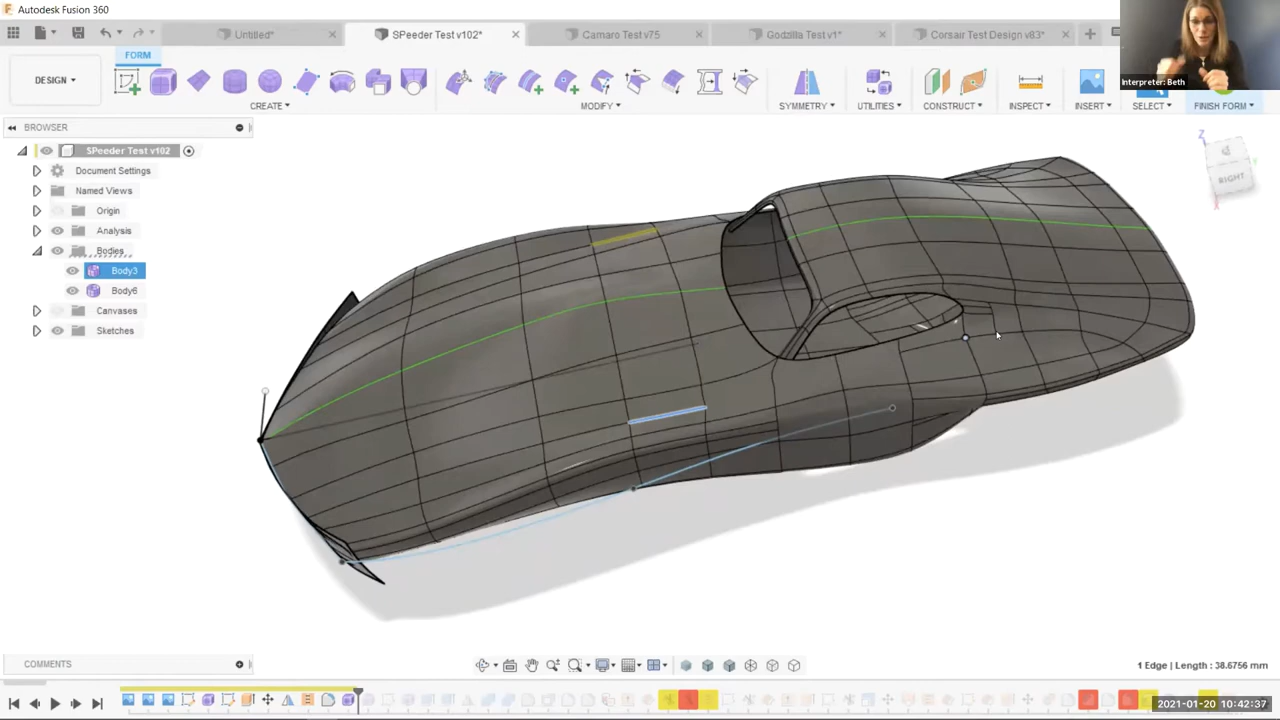 Autodesk Fusion 360
Untitled*
SPeeder Test v102*
Camaro Test v75
Godzilla Test v1*
Corsair Test Design v83*
Interpreter: Beth
FORM
DESIGN
CREATE
MODIFY
SYMMETRY
UTILITIES
CONSTRUCT
INSPECT
INSERT
SELECT
FINISH FORM
BROWSER
SPeeder Test v102
Document Settings
Named Views
Origin
Analysis
Bodies
Body3
Body6
Canvases
Sketches
Z
RIGHT
X
COMMENTS
1 Edge | Length : 38.6756 mm
2021-01-20 10:42:37